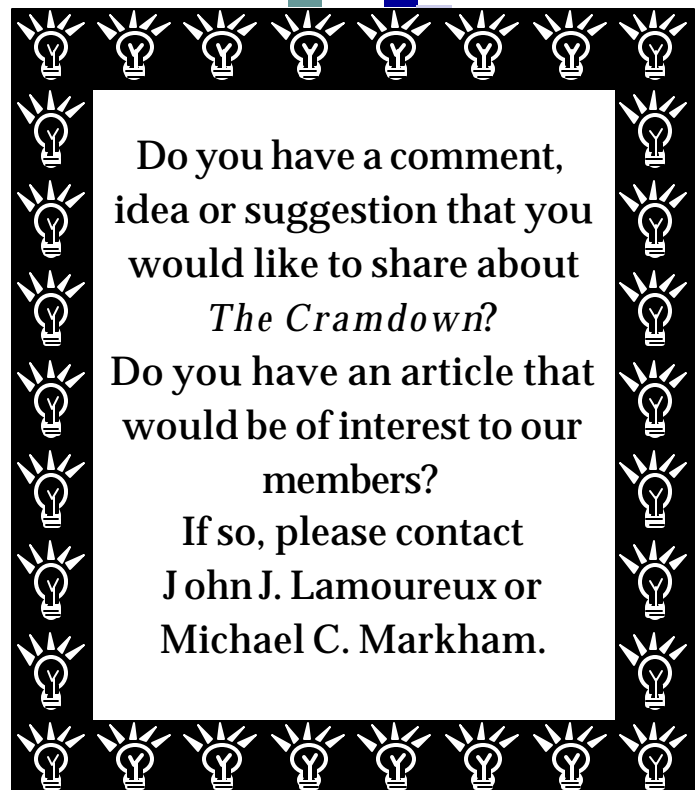 Do you have a comment,
idea or suggestion that you
would like to share about
The Cramdown?
Do you have an article that
would be of interest to our
members?
If so, please contact
John J. Lamoureux or
Michael C. Markham.